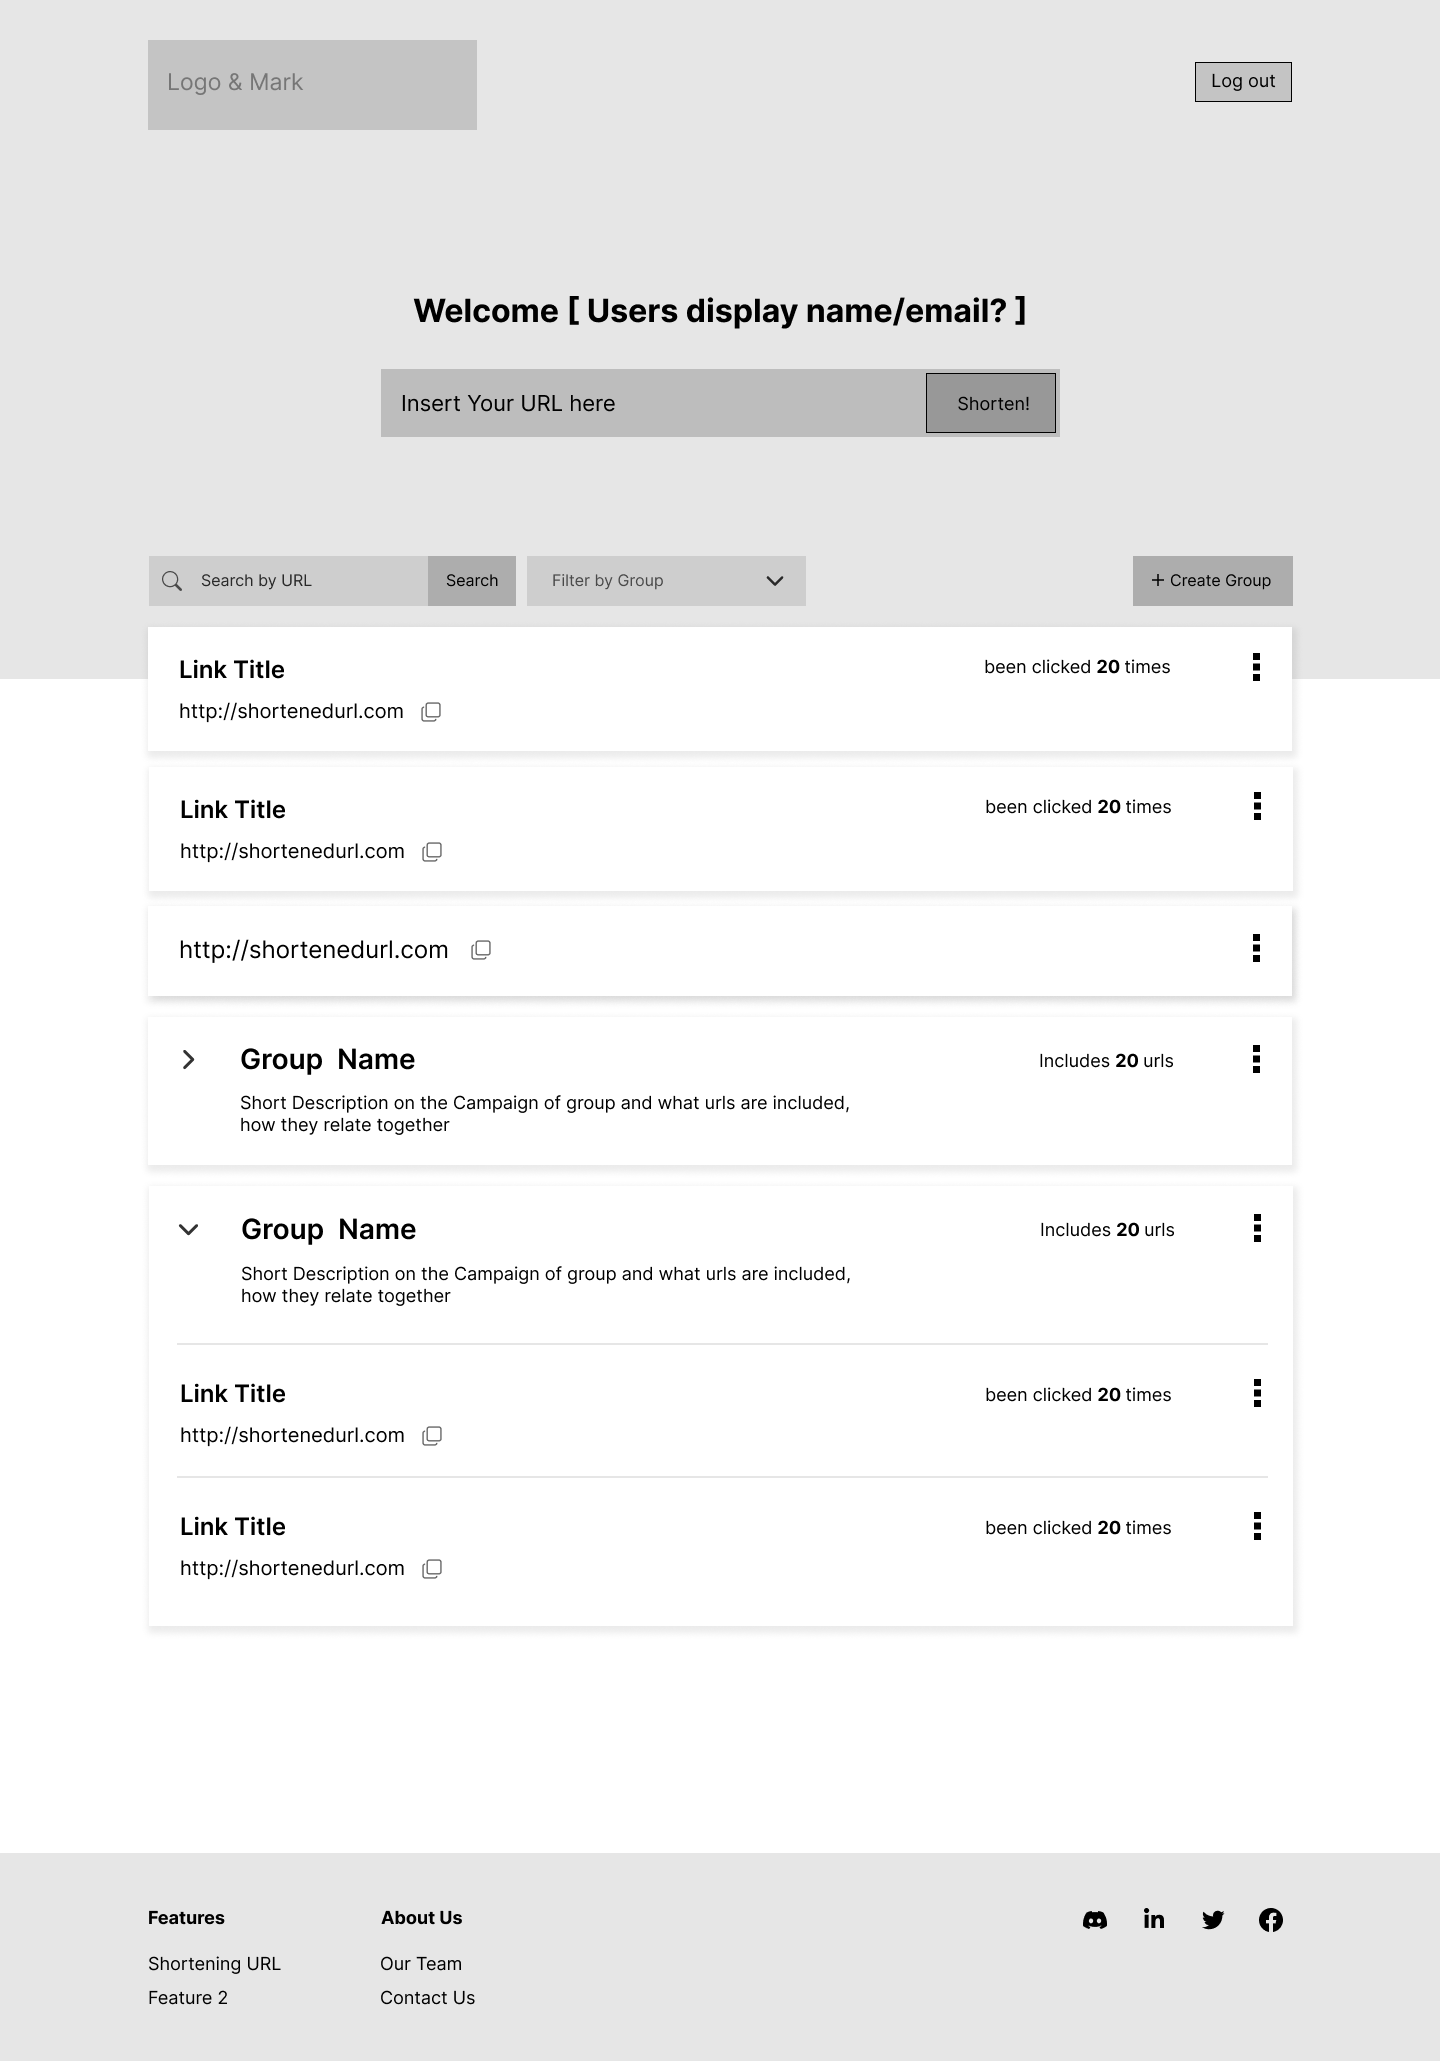 Logo & Mark
Log out
Welcome [ Users display name/email? ]
Insert Your URL here
Shorten!
Search by URL
Search
Filter by Group
+ Create Group
Link Title
been clicked 20 times
http://shortenedurl.com
Link Title
been clicked 20 times
http://shortenedurl.com
http://shortenedurl.com
Group Name
Includes 20 urls
Short Description on the Campaign of group and what urls are included,
how they relate together
Group Name
Includes 20 urls
Short Description on the Campaign of group and what urls are included,
how they relate together
Link Title
been clicked 20 times
http://shortenedurl.com
Link Title
been clicked 20 times
http://shortenedurl.com
Features
Shortening URL
Feature 2
About Us
Our Team
Contact Us